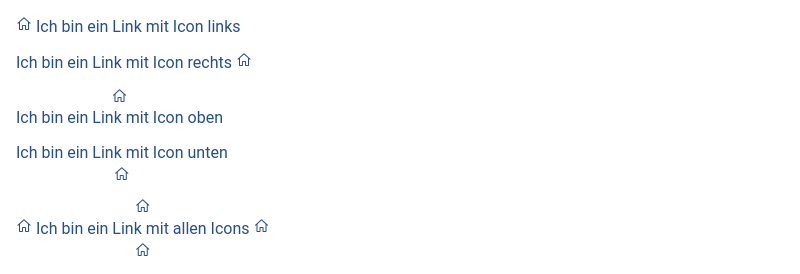 Ich bin ein Link mit Icon links
Ich bin ein Link mit Icon rechts
Ich bin ein Link mit Icon oben
Ich bin ein Link mit Icon unten
Ich bin ein Link mit allen Icons